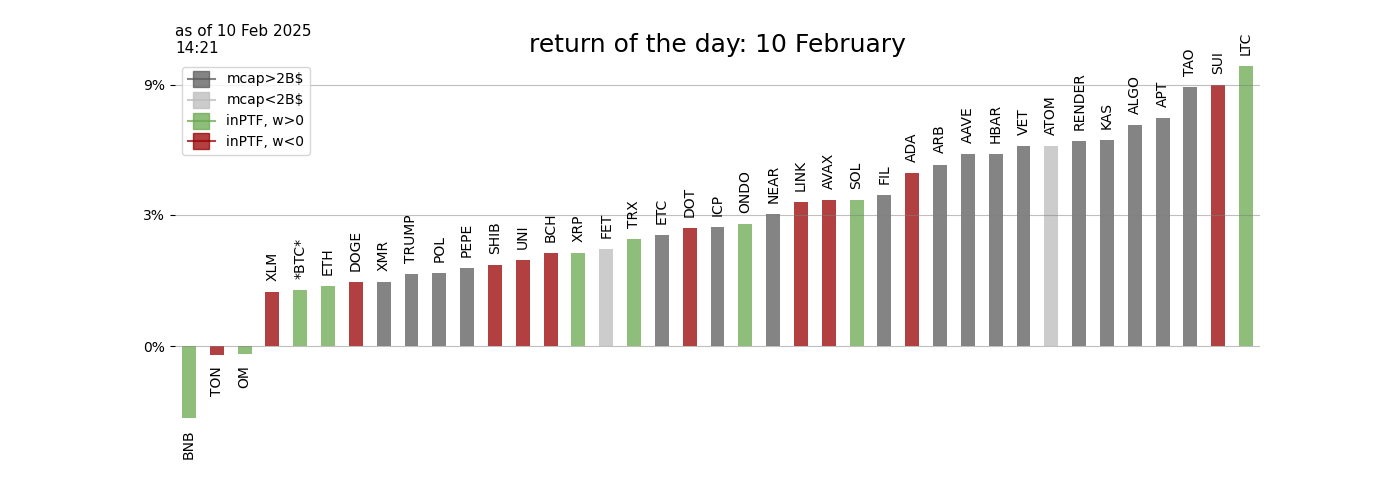 as of 10 Feb 2025
14:21
return of the day: 10 February
mcap>2B$
mcap<2B$
inPTF, w>0
inPTF, w<0
9%
3%
0%
BNB
TON
OM
XLM
*BTC*
ETH
DOGE
XMR
TRUMP
POL
PEPE
SHIB
UNI
BCH
XRP
FET
TRX
ETC
DOT
ICP
ONDO
NEAR
LINK
AVAX
SOL
FIL
ADA
ARB
AAVE
HBAR
VET
ATOM
RENDER
KAS
ALGO
APT
TAO
SUI
LTC